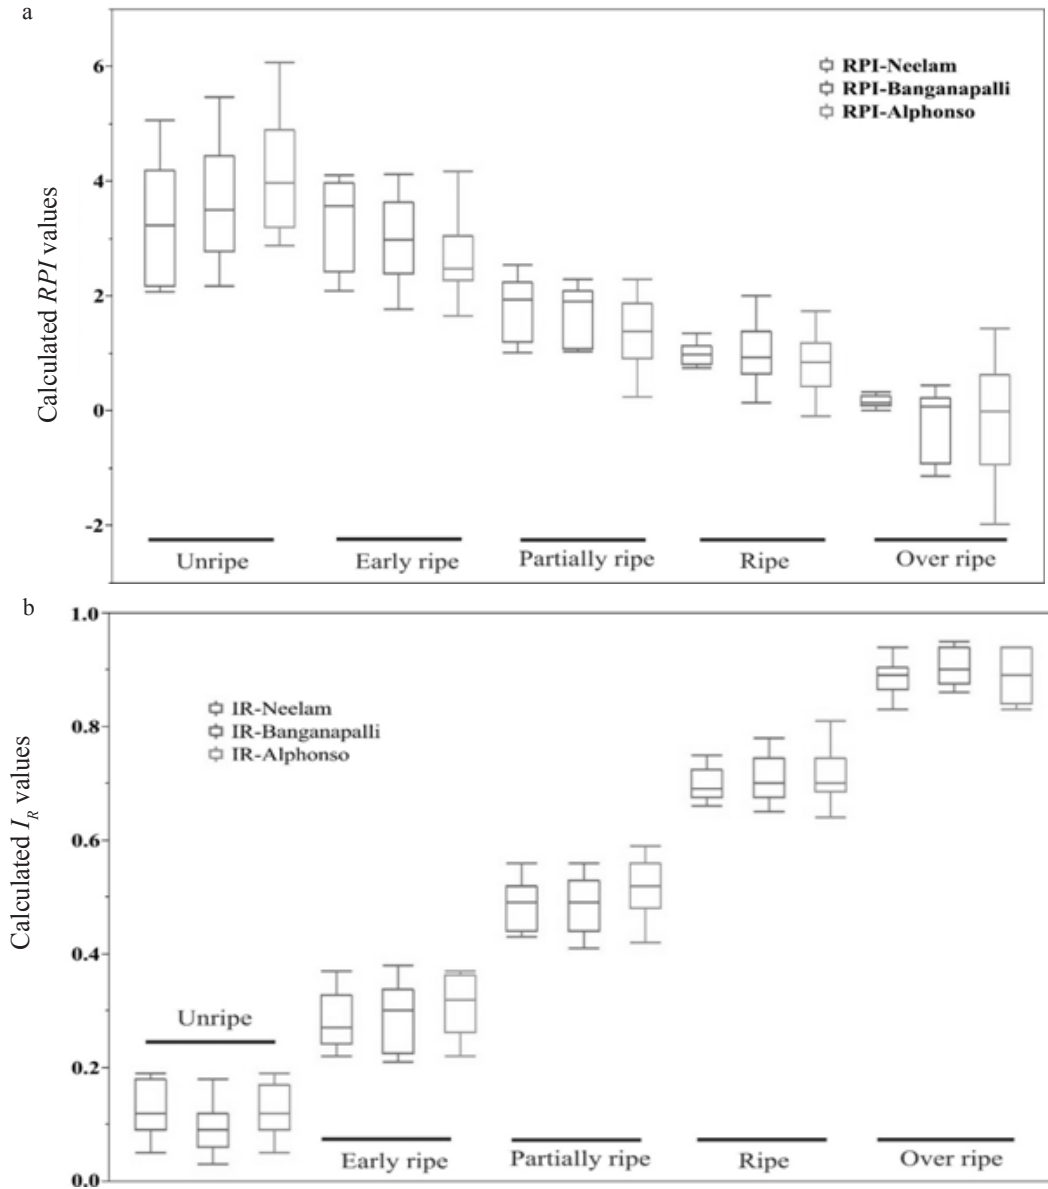 a
6
4
2
0
-2
Calculated RPI values
RPI-Neelam
RPI-Banganapalli
RPI-Alphonso
Unripe
Early ripe
Partially ripe
Ripe
Over ripe
b
1.0
0.8
0.6
0.4
0.2
0.0
Calculated I_R values
IR-Neelam
IR-Banganapalli
IR-Alphonso
Unripe
Early ripe
Partially ripe
Ripe
Over ripe